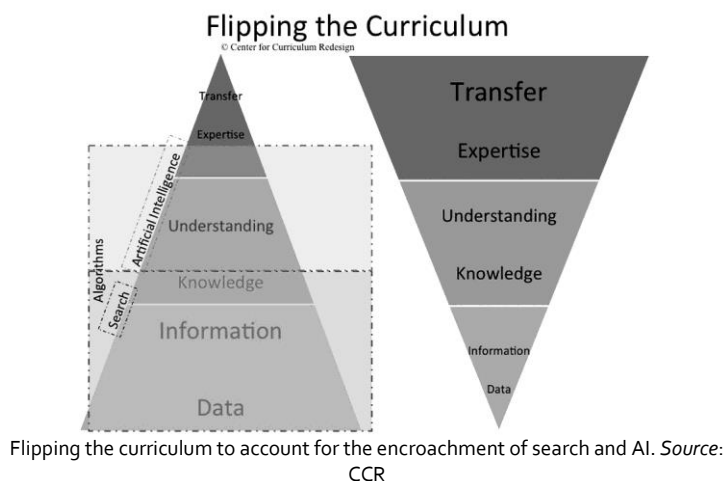 Flipping the Curriculum
© Center for Curriculum Redesign
Transfer
Expertise
Understanding
Knowledge
Information
Data
Algorithms
Artificial Intelligence
Search
Transfer
Expertise
Understanding
Knowledge
Information
Data
Flipping the curriculum to account for the encroachment of search and AI. Source:
CCR